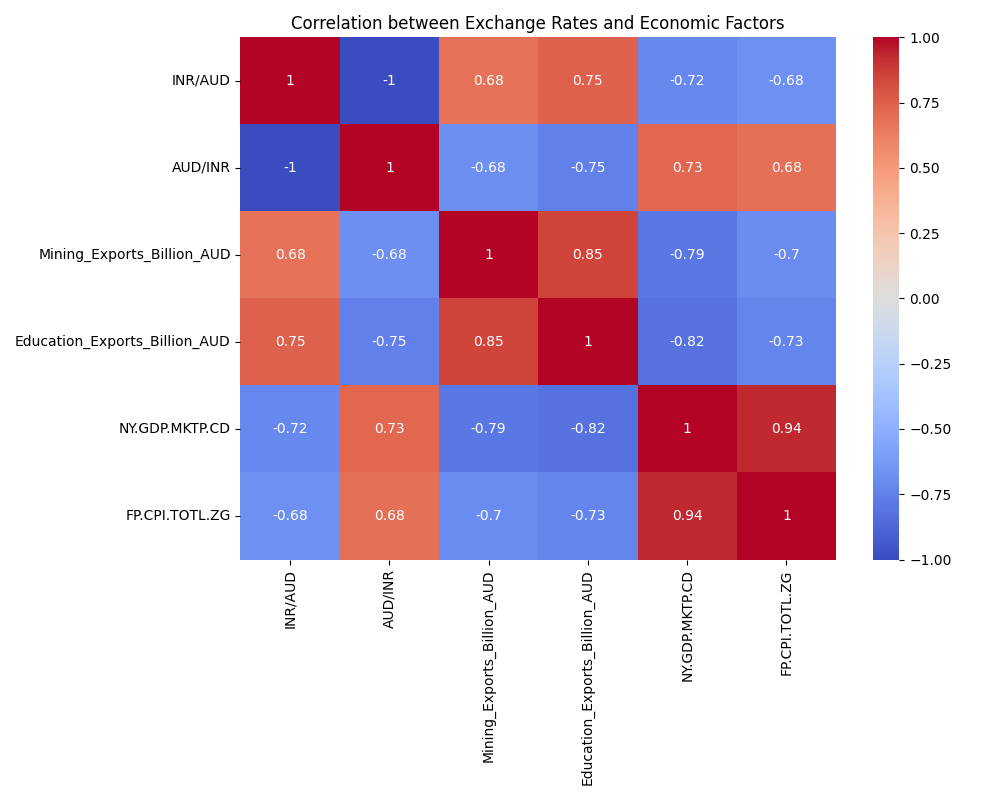 Correlation between Exchange Rates and Economic Factors
INR/AUD 1 -1 0.68 0.75 -0.72 -0.68
AUD/INR -1 1 -0.68 -0.75 0.73 0.68
Mining_Exports_Billion_AUD 0.68 -0.68 1 0.85 -0.79 -0.7
Education_Exports_Billion_AUD 0.75 -0.75 0.85 1 -0.82 -0.73
NY.GDP.MKTP.CD -0.72 0.73 -0.79 -0.82 1 0.94
FP.CPI.TOTL.ZG -0.68 0.68 -0.7 -0.73 0.94 1
INR/AUD
AUD/INR
Mining_Exports_Billion_AUD
Education_Exports_Billion_AUD
NY.GDP.MKTP.CD
FP.CPI.TOTL.ZG
1.00
0.75
0.50
0.25
0.00
−0.25
−0.50
−0.75
−1.00